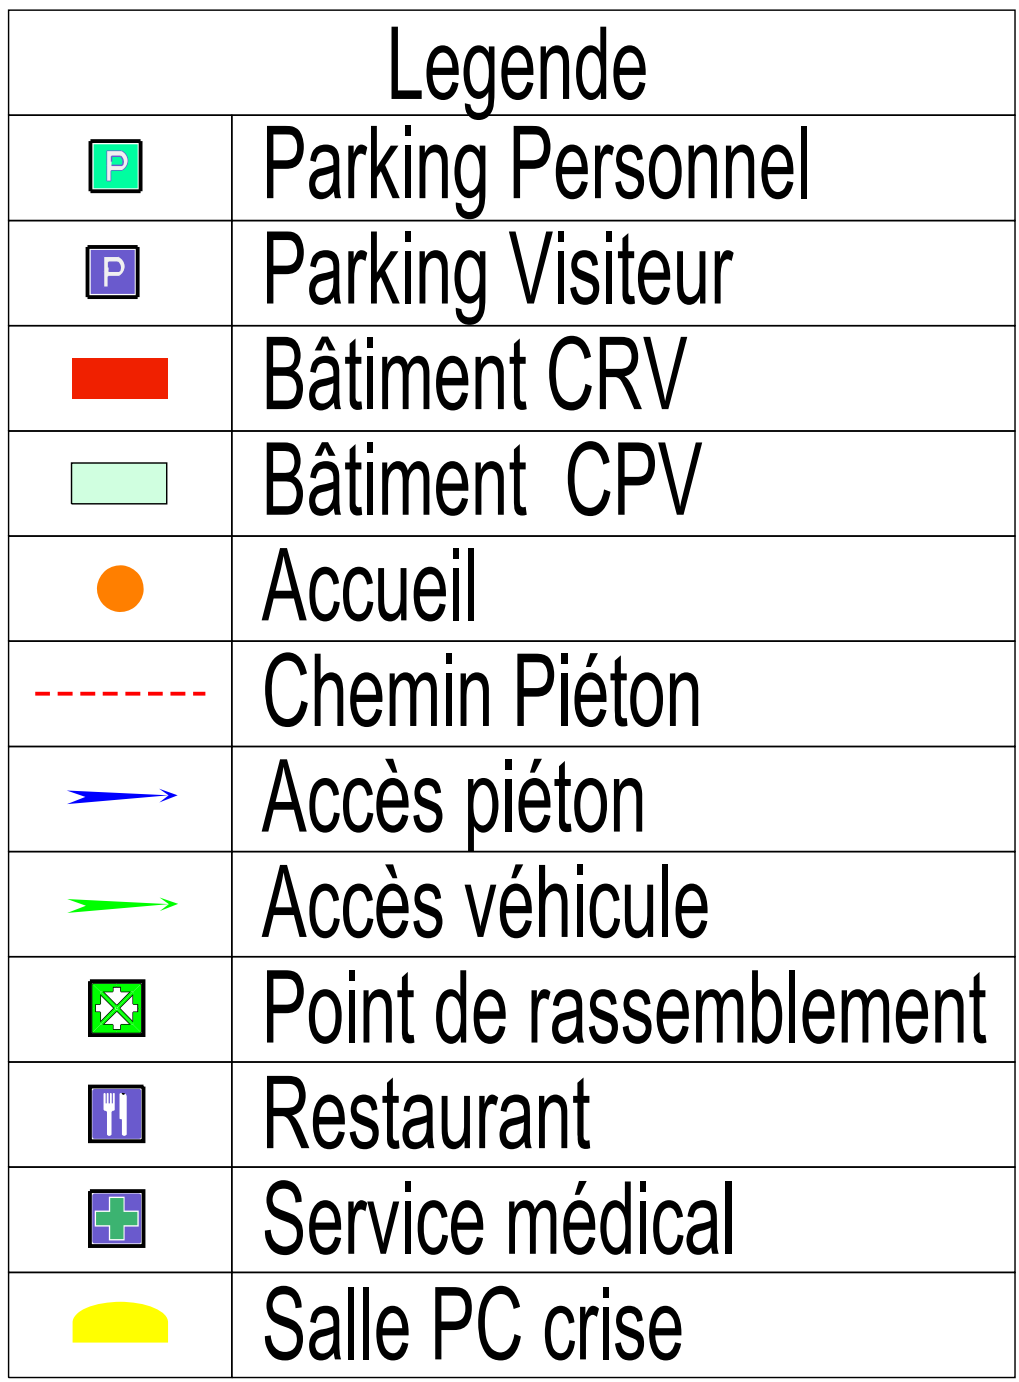 Legende
P Parking Personnel
P Parking Visiteur
Bâtiment CRV
Bâtiment CPV
Accueil
Chemin Piéton
Accès piéton
Accès véhicule
Point de rassemblement
Restaurant
Service médical
Salle PC crise